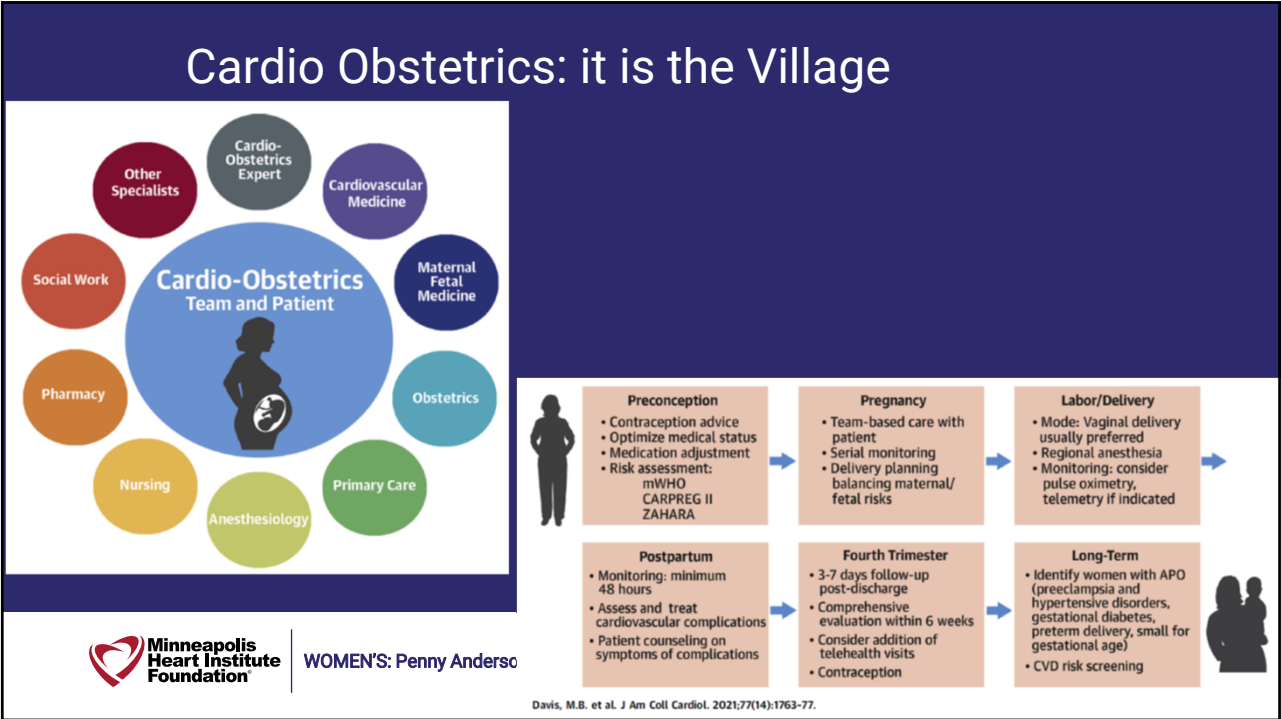 Cardio Obstetrics: it is the Village
Cardio-
Obstetrics
Expert
Other
Specialists
Cardiovascular
Medicine
Social Work
Cardio-Obstetrics
Team and Patient
Maternal
Fetal
Medicine
Pharmacy
Obstetrics
Nursing
Primary Care
Anesthesiology
Preconception
• Contraception advice
• Optimize medical status
• Medication adjustment
• Risk assessment:
mWHO
CARPREG II
ZAHARA
Pregnancy
• Team-based care with
patient
• Serial monitoring
• Delivery planning
balancing maternal/
fetal risks
Labor/Delivery
• Mode: Vaginal delivery
usually preferred
• Regional anesthesia
• Monitoring: consider
pulse oximetry,
telemetry if indicated
Postpartum
• Monitoring: minimum
48 hours
• Assess and treat
cardiovascular complications
• Patient counseling on
symptoms of complications
Fourth Trimester
• 3-7 days follow-up
post-discharge
• Comprehensive
evaluation within 6 weeks
• Consider addition of
telehealth visits
• Contraception
Long-Term
• Identify women with APO
(preeclampsia and
hypertensive disorders,
gestational diabetes,
preterm delivery, small for
gestational age)
• CVD risk screening
Minneapolis
Heart Institute
Foundation®
WOMEN'S: Penny Anderso
Davis, M.B. et al. J Am Coll Cardiol. 2021;77(14):1763-77.